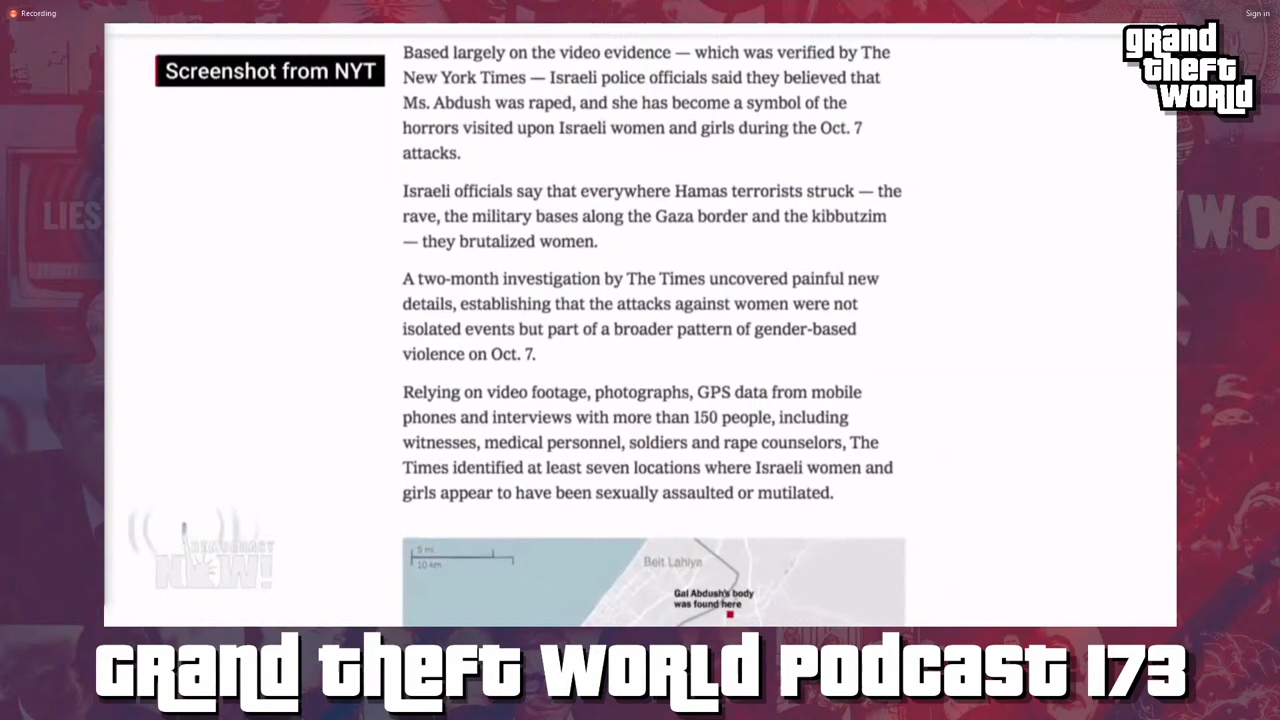 Recording
Sign in
grand
theft
WORLD
Screenshot from NYT
Based largely on the video evidence — which was verified by The
New York Times — Israeli police officials said they believed that
Ms. Abdush was raped, and she has become a symbol of the
horrors visited upon Israeli women and girls during the Oct. 7
attacks.
Israeli officials say that everywhere Hamas terrorists struck — the
rave, the military bases along the Gaza border and the kibbutzim
— they brutalized women.
A two-month investigation by The Times uncovered painful new
details, establishing that the attacks against women were not
isolated events but part of a broader pattern of gender-based
violence on Oct. 7.
Relying on video footage, photographs, GPS data from mobile
phones and interviews with more than 150 people, including
witnesses, medical personnel, soldiers and rape counselors, The
Times identified at least seven locations where Israeli women and
girls appear to have been sexually assaulted or mutilated.
5 mi.
10 km
Beit Lahiya
Gal Abdush's body
was found here
LIES
WO
DEMOCRACY
NOW!
GRAND THEFT WORLD PODCAST 173